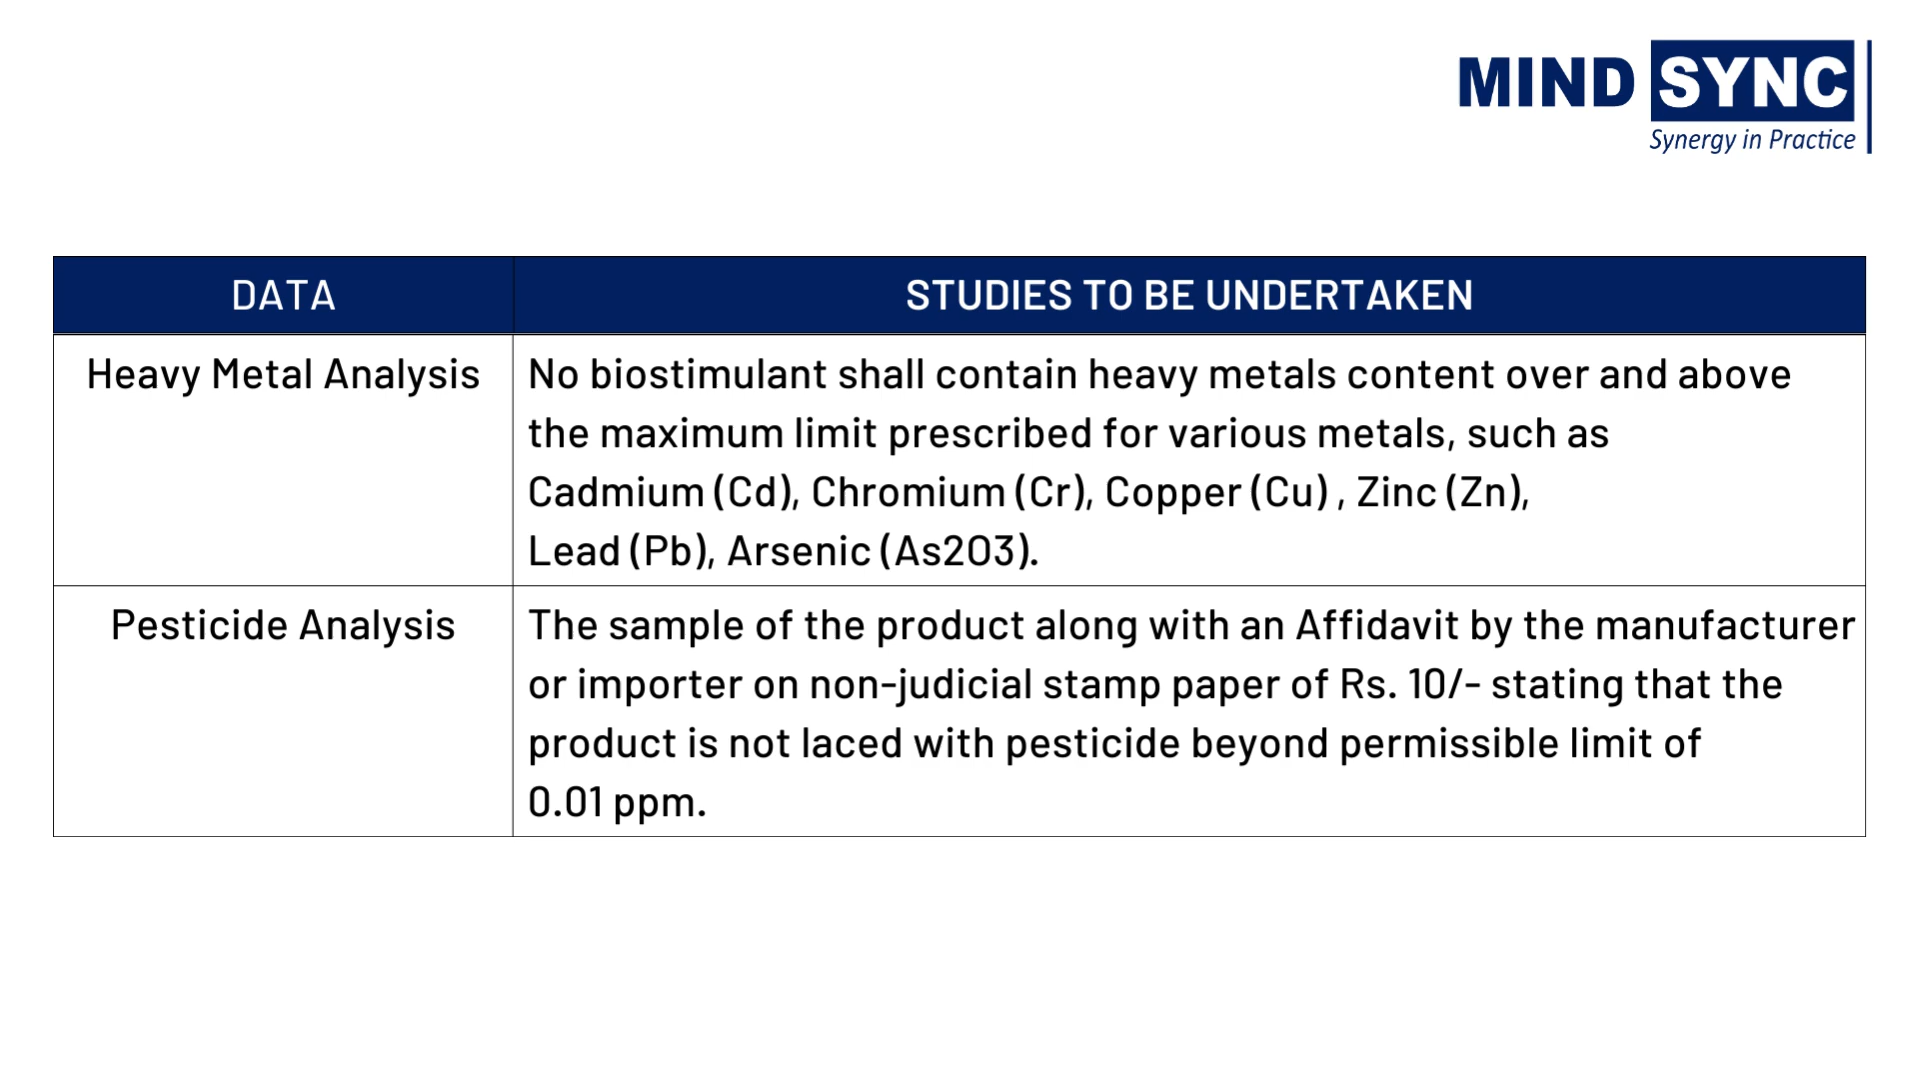 MIND SYNC
Synergy in Practice
DATA
STUDIES TO BE UNDERTAKEN
Heavy Metal Analysis
No biostimulant shall contain heavy metals content over and above
the maximum limit prescribed for various metals, such as
Cadmium (Cd), Chromium (Cr), Copper (Cu) , Zinc (Zn),
Lead (Pb), Arsenic (As2O3).
Pesticide Analysis
The sample of the product along with an Affidavit by the manufacturer
or importer on non-judicial stamp paper of Rs. 10/- stating that the
product is not laced with pesticide beyond permissible limit of
0.01 ppm.